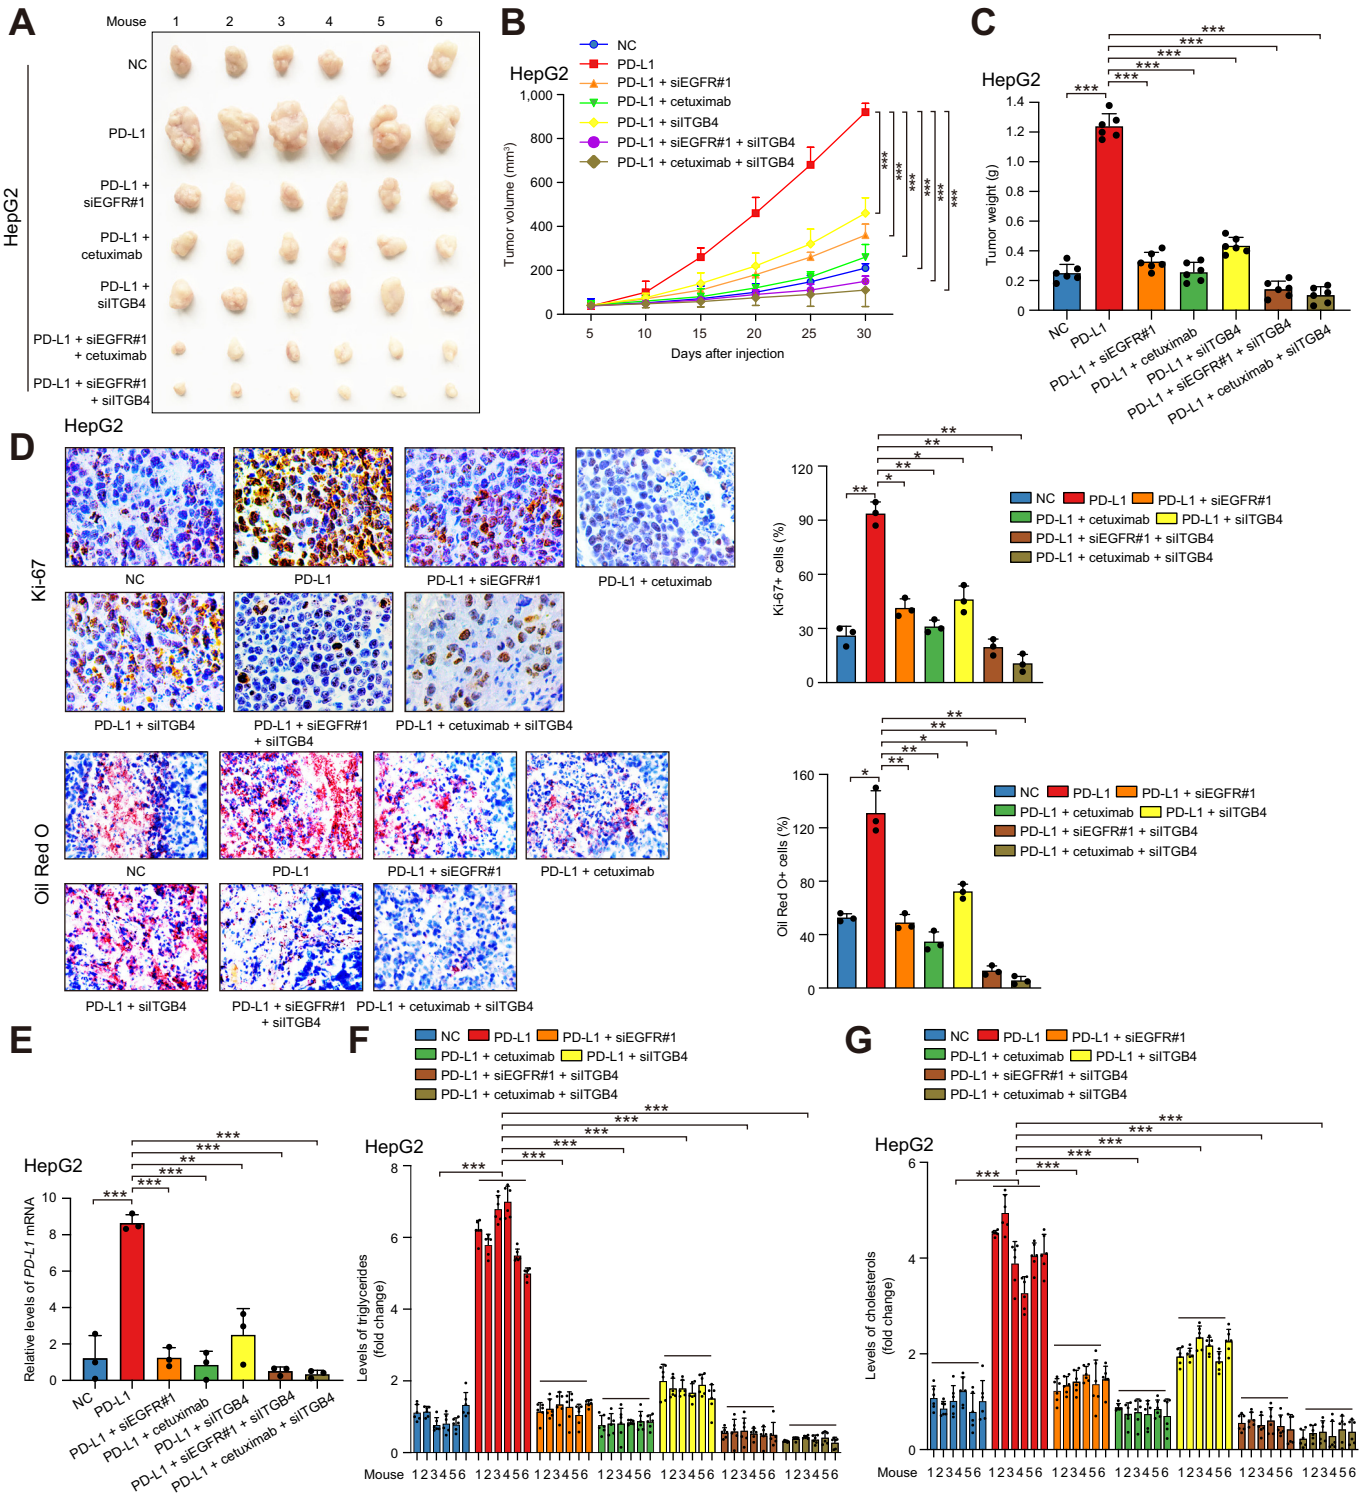 A
Mouse 1 2 3 4 5 6
HepG2
NC
PD-L1
PD-L1 +
siEGFR#1
PD-L1 +
cetuximab
PD-L1 +
siITGB4
PD-L1 + siEGFR#1
+ cetuximab
PD-L1 + siEGFR#1
+ siITGB4
B
HepG2
NC
PD-L1
PD-L1 + siEGFR#1
PD-L1 + cetuximab
PD-L1 + siITGB4
PD-L1 + siEGFR#1 + siITGB4
PD-L1 + cetuximab + siITGB4
Tumor volume (mm³)
1,000
800
600
400
200
0
5 10 15 20 25 30
Days after injection
*** *** *** *** *** ***
C
HepG2
***
***
***
***
***
***
Tumor weight (g)
1.4
1.2
1.0
0.8
0.6
0.4
0.2
0
NC
PD-L1
PD-L1 + siEGFR#1
PD-L1 + cetuximab
PD-L1 + siITGB4
PD-L1 + siEGFR#1 + siITGB4
PD-L1 + cetuximab + siITGB4
D
HepG2
Ki-67
NC PD-L1 PD-L1 + siEGFR#1 PD-L1 + cetuximab
PD-L1 + siITGB4 PD-L1 + siEGFR#1 PD-L1 + cetuximab + siITGB4
+ siITGB4
Oil Red O
NC PD-L1 PD-L1 + siEGFR#1 PD-L1 + cetuximab
PD-L1 + siITGB4 PD-L1 + siEGFR#1 PD-L1 + cetuximab + siITGB4
+ siITGB4
**
**
*
**
*
**
Ki-67+ cells (%)
120
90
60
30
0
NC PD-L1 PD-L1 + siEGFR#1
PD-L1 + cetuximab PD-L1 + siITGB4
PD-L1 + siEGFR#1 + siITGB4
PD-L1 + cetuximab + siITGB4
**
**
*
**
**
*
Oil Red O+ cells (%)
160
120
80
40
0
NC PD-L1 PD-L1 + siEGFR#1
PD-L1 + cetuximab PD-L1 + siITGB4
PD-L1 + siEGFR#1 + siITGB4
PD-L1 + cetuximab + siITGB4
E
HepG2
***
***
**
***
***
***
Relative levels of PD-L1 mRNA
10
8
6
4
2
0
NC
PD-L1
PD-L1 + siEGFR#1
PD-L1 + cetuximab
PD-L1 + siITGB4
PD-L1 + siEGFR#1 + siITGB4
PD-L1 + cetuximab + siITGB4
F
NC PD-L1 PD-L1 + siEGFR#1
PD-L1 + cetuximab PD-L1 + siITGB4
PD-L1 + siEGFR#1 + siITGB4
PD-L1 + cetuximab + siITGB4
HepG2
***
***
***
***
***
***
Levels of triglycerides
(fold change)
8
6
4
2
0
Mouse 123456 123456 123456 123456 123456 123456 123456
G
NC PD-L1 PD-L1 + siEGFR#1
PD-L1 + cetuximab PD-L1 + siITGB4
PD-L1 + siEGFR#1 + siITGB4
PD-L1 + cetuximab + siITGB4
HepG2
***
***
***
***
***
***
Levels of cholesterols
(fold change)
6
4
2
0
Mouse 123456 123456 123456 123456 123456 123456 123456